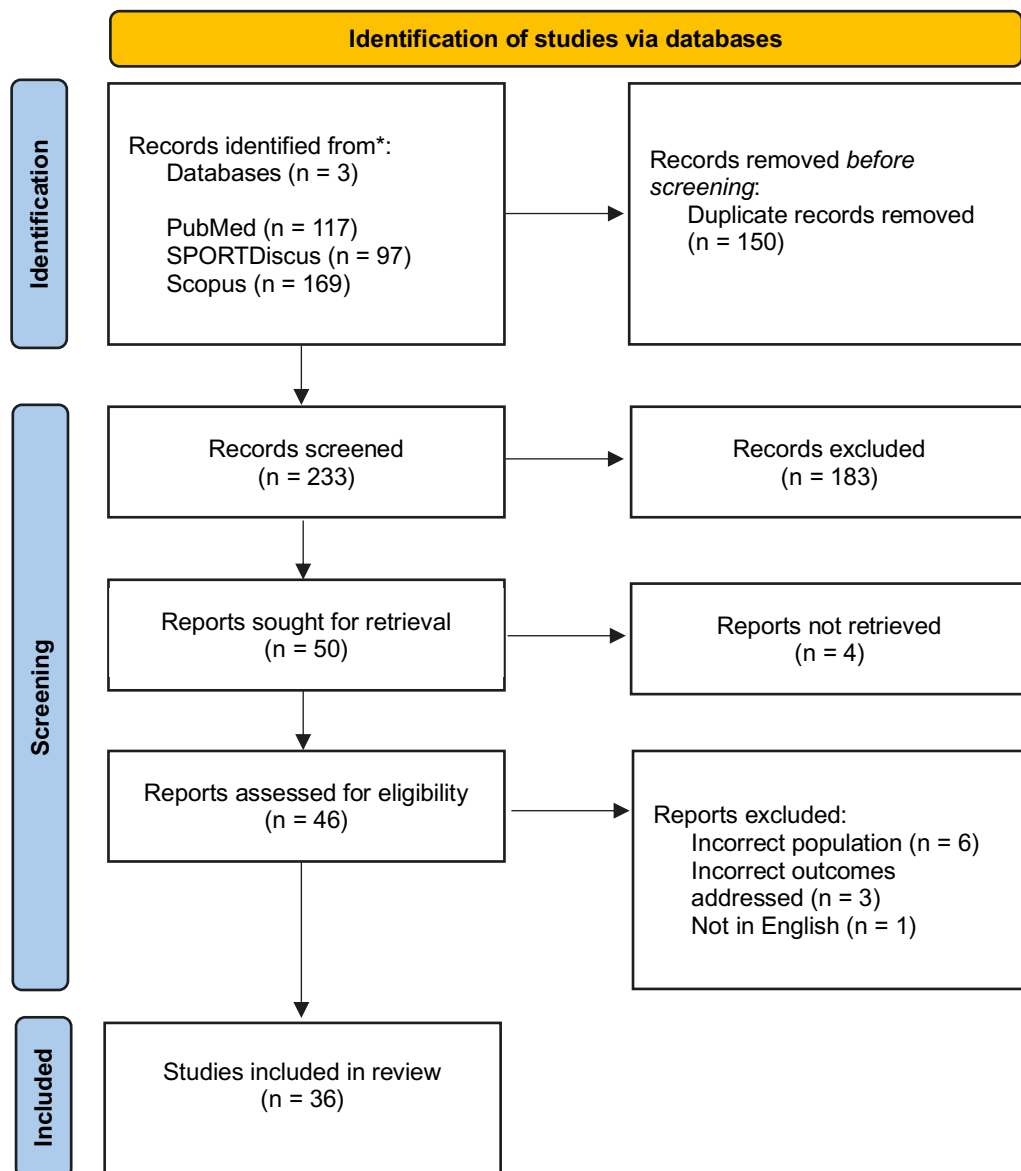 Identification of studies via databases
Identification
Records identified from*:
Databases (n = 3)
PubMed (n = 117)
SPORTDiscus (n = 97)
Scopus (n = 169)
Records removed before
screening:
Duplicate records removed
(n = 150)
Screening
Records screened
(n = 233)
Records excluded
(n = 183)
Reports sought for retrieval
(n = 50)
Reports not retrieved
(n = 4)
Reports assessed for eligibility
(n = 46)
Reports excluded:
Incorrect population (n = 6)
Incorrect outcomes
addressed (n = 3)
Not in English (n = 1)
Included
Studies included in review
(n = 36)